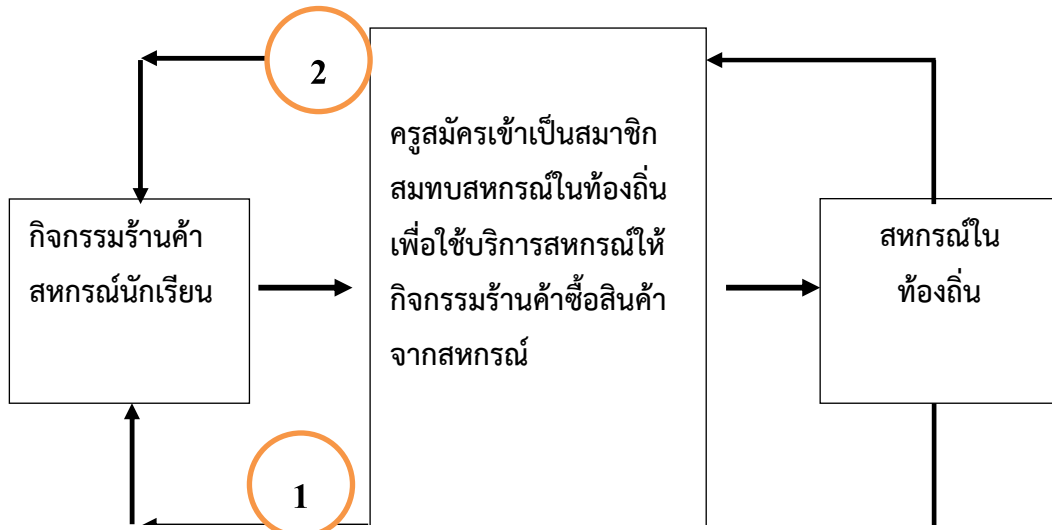 2
ครูสมัครเข้าเป็นสมาชิก
สมทบสหกรณ์ในท้องถิ่น
เพื่อใช้บริการสหกรณ์ให้
กิจกรรมร้านค้าซื้อสินค้า
จากสหกรณ์
กิจกรรมร้านค้า
สหกรณ์นักเรียน
สหกรณ์ใน
ท้องถิ่น
1